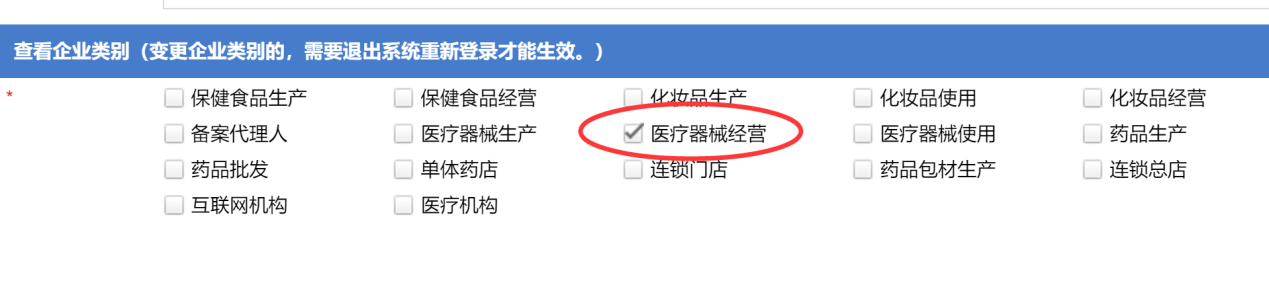 查看企业类别（变更企业类别的，需要退出系统重新登录才能生效。）
* 保健食品生产 保健食品经营 化妆品生产 化妆品使用 化妆品经营
备案代理人 医疗器械生产 医疗器械经营 医疗器械使用 药品生产
药品批发 单体药店 连锁门店 药品包材生产 连锁总店
互联网机构 医疗机构